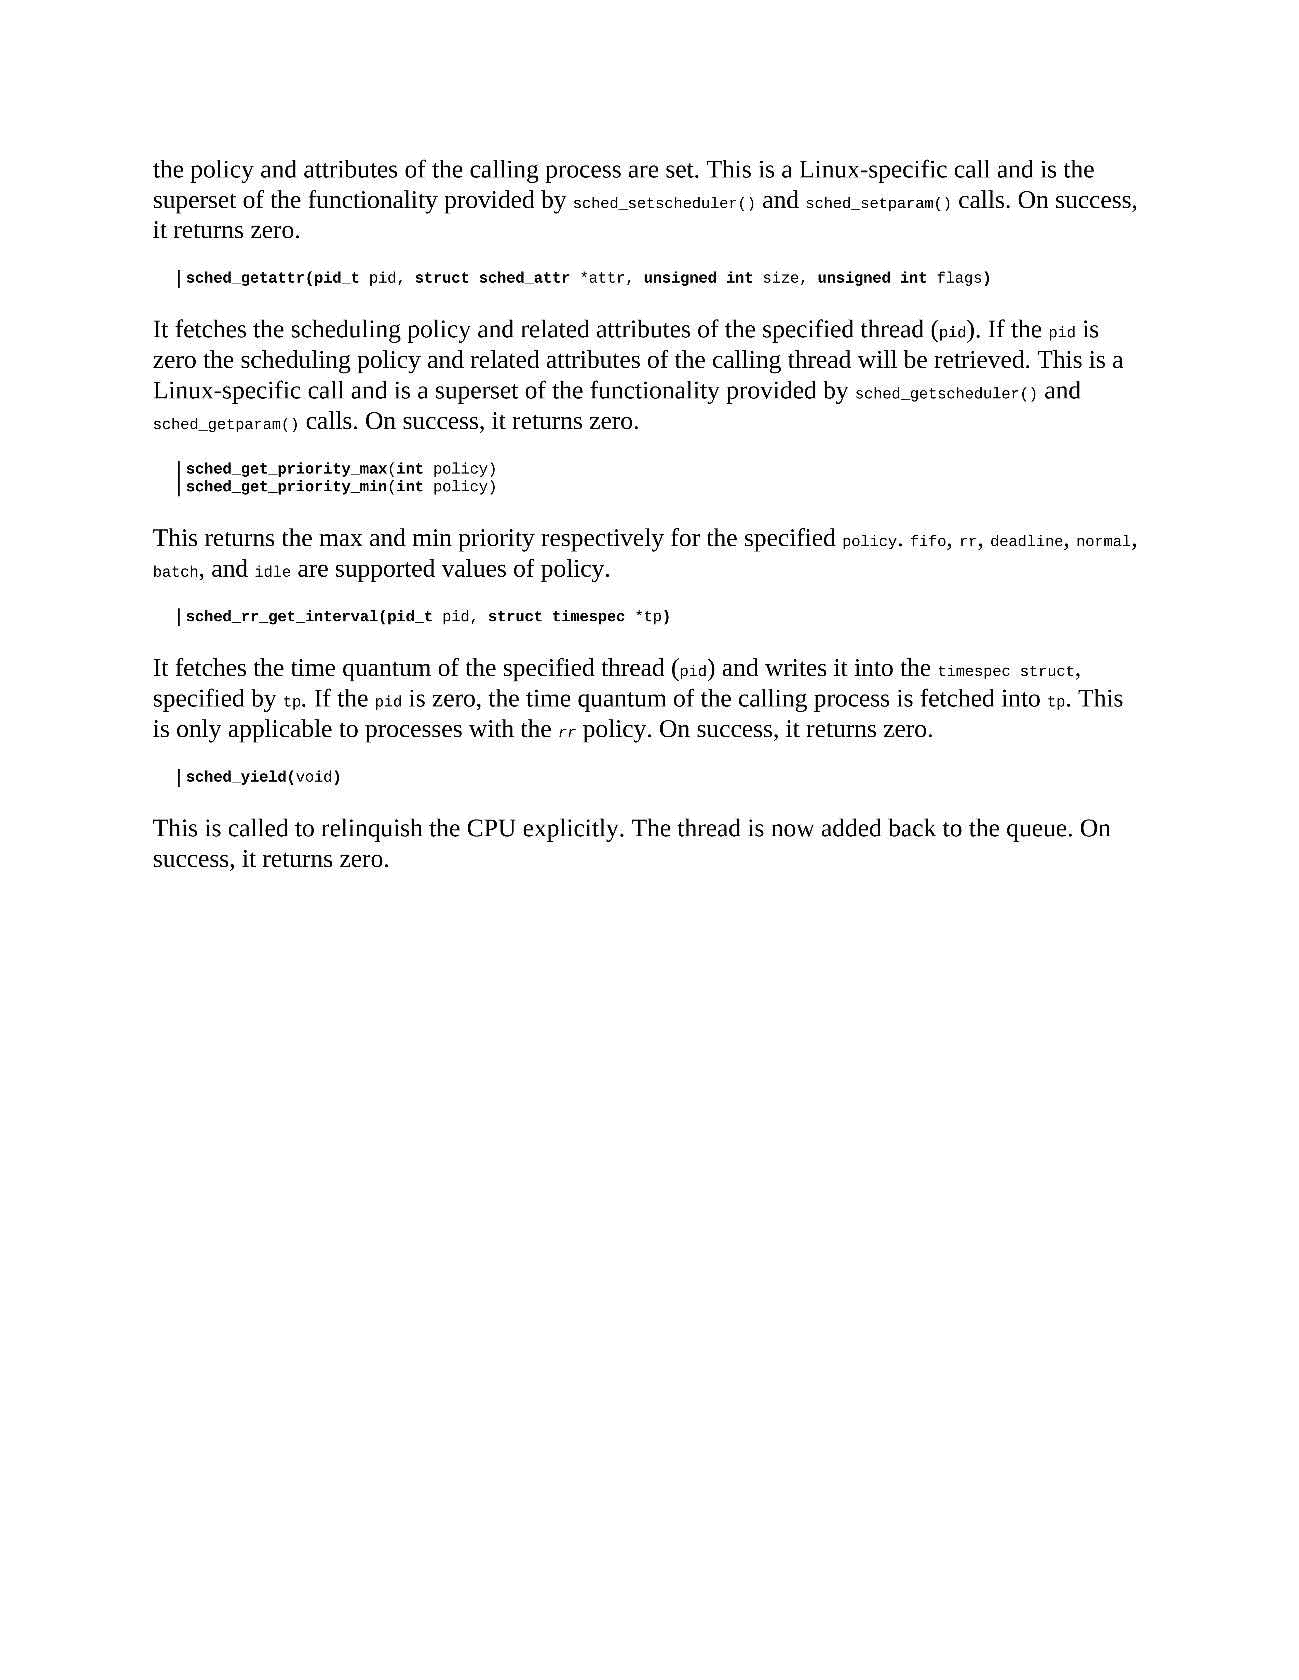 the policy and attributes of the calling process are set. This is a Linux-specific call and is the
superset of the functionality provided by sched_setscheduler() and sched_setparam() calls. On success,
it returns zero.
sched_getattr(pid_t pid, struct sched_attr *attr, unsigned int size, unsigned int flags)
It fetches the scheduling policy and related attributes of the specified thread (pid). If the pid is
zero the scheduling policy and related attributes of the calling thread will be retrieved. This is a
Linux-specific call and is a superset of the functionality provided by sched_getscheduler() and
sched_getparam() calls. On success, it returns zero.
sched_get_priority_max(int policy)
sched_get_priority_min(int policy)
This returns the max and min priority respectively for the specified policy. fifo, rr, deadline, normal,
batch, and idle are supported values of policy.
sched_rr_get_interval(pid_t pid, struct timespec *tp)
It fetches the time quantum of the specified thread (pid) and writes it into the timespec struct,
specified by tp. If the pid is zero, the time quantum of the calling process is fetched into tp. This
is only applicable to processes with the rr policy. On success, it returns zero.
sched_yield(void)
This is called to relinquish the CPU explicitly. The thread is now added back to the queue. On
success, it returns zero.